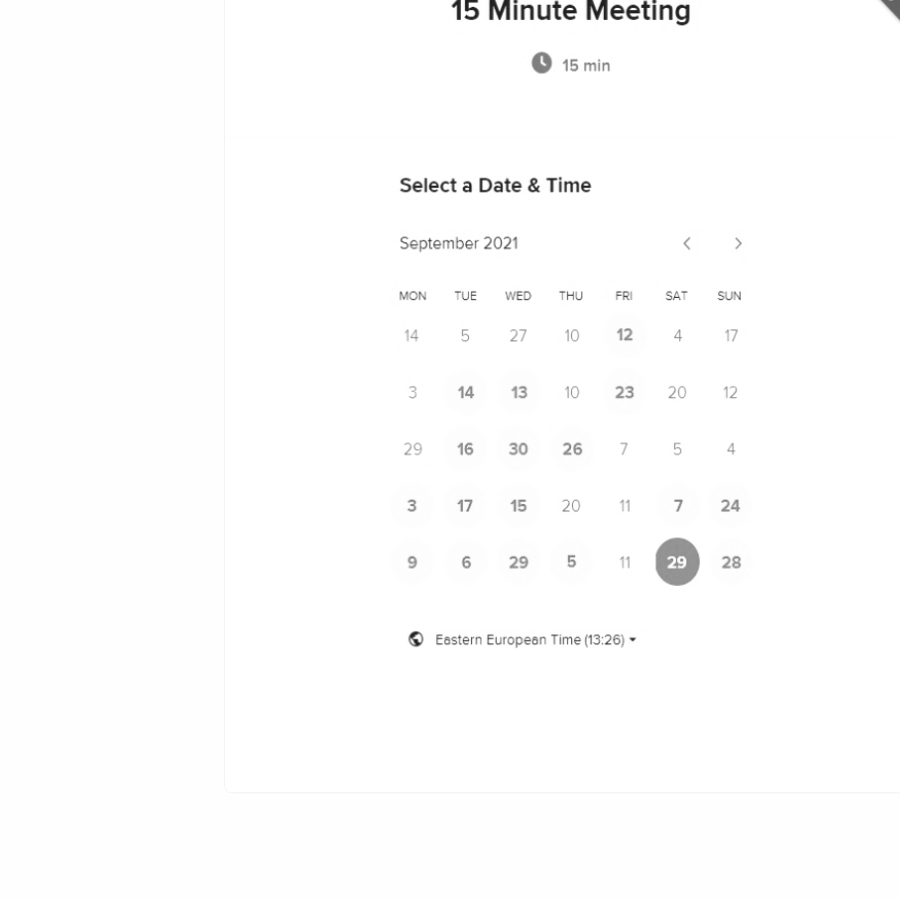 15 Minute Meeting
15 min
Select a Date & Time
September 2021
MON TUE WED THU FRI SAT SUN
14 5 27 10 12 4 17
3 14 13 10 23 20 12
29 16 30 26 7 5 4
3 17 15 20 11 7 24
9 6 29 5 11 29 28
Eastern European Time (13:26)